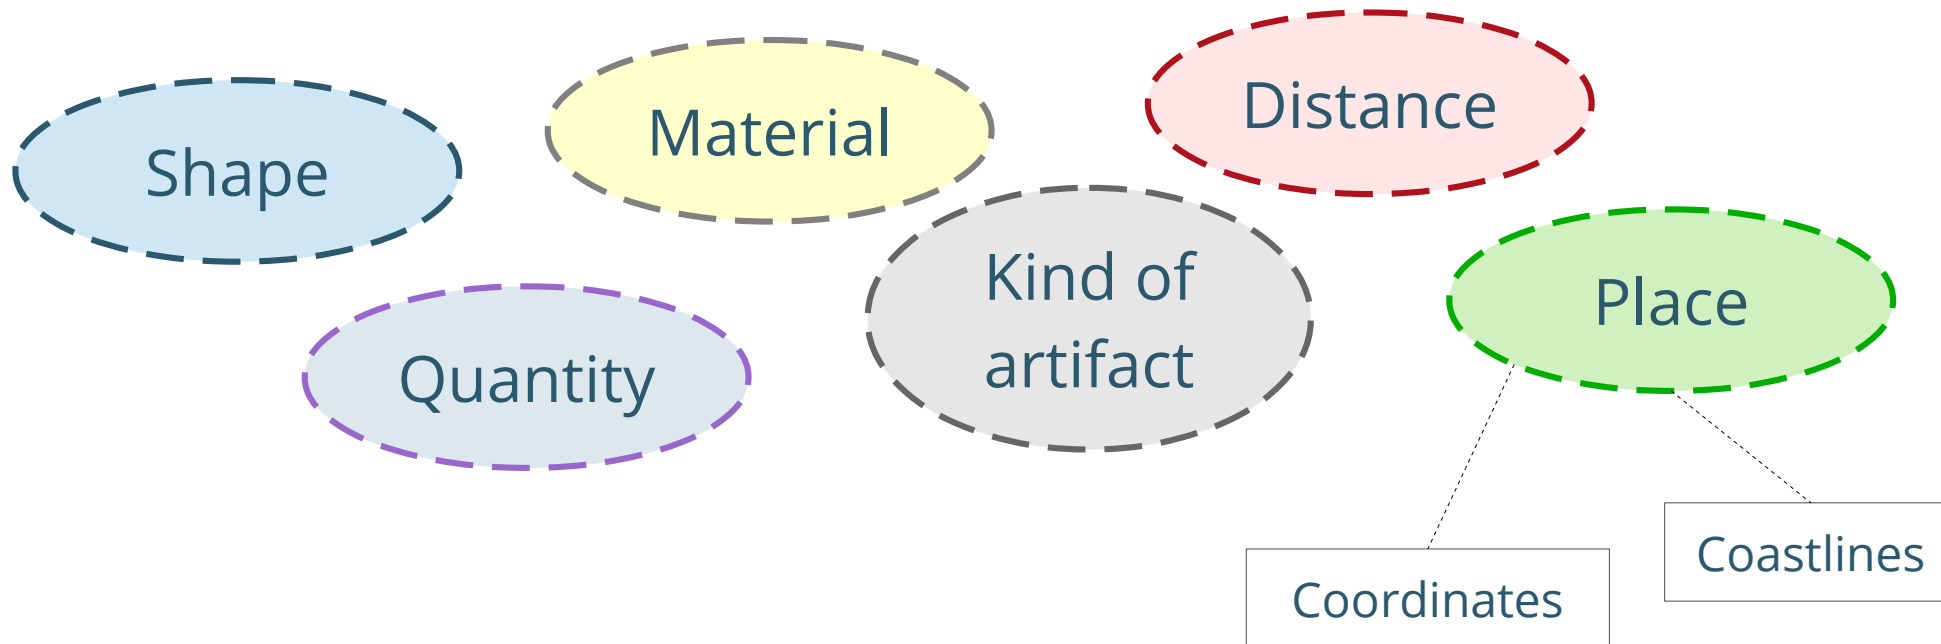 Shape
Material
Distance
Quantity
Kind of
artifact
Place
Coordinates
Coastlines